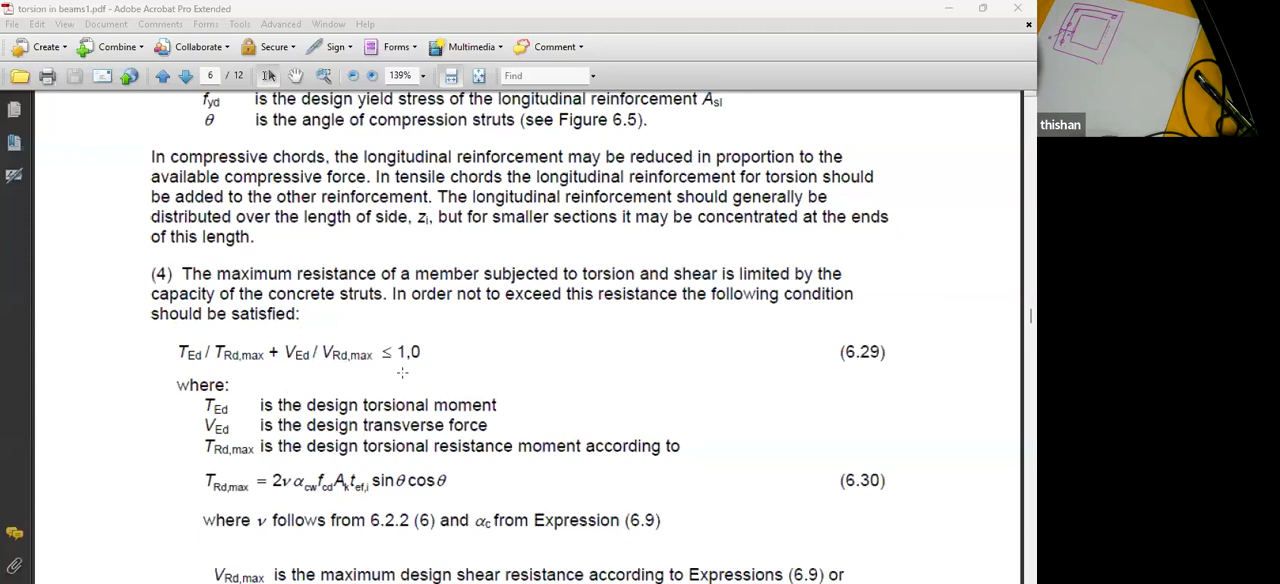 torsion in beams1.pdf - Adobe Acrobat Pro Extended
File Edit View Document Comments Forms Tools Advanced Window Help
Create Combine Collaborate Secure Sign Forms Multimedia Comment
6 / 12 139% Find
fyd is the design yield stress of the longitudinal reinforcement Asl
θ is the angle of compression struts (see Figure 6.5).
In compressive chords, the longitudinal reinforcement may be reduced in proportion to the
available compressive force. In tensile chords the longitudinal reinforcement for torsion should
be added to the other reinforcement. The longitudinal reinforcement should generally be
distributed over the length of side, zi, but for smaller sections it may be concentrated at the ends
of this length.
(4) The maximum resistance of a member subjected to torsion and shear is limited by the
capacity of the concrete struts. In order not to exceed this resistance the following condition
should be satisfied:
TEd / TRd,max + VEd / VRd,max ≤ 1,0 (6.29)
where:
TEd is the design torsional moment
VEd is the design transverse force
TRd,max is the design torsional resistance moment according to
TRd,max = 2ν αcw fcd Ak tef,i sinθ cosθ (6.30)
where ν follows from 6.2.2 (6) and αc from Expression (6.9)
VRd,max is the maximum design shear resistance according to Expressions (6.9) or
thishan